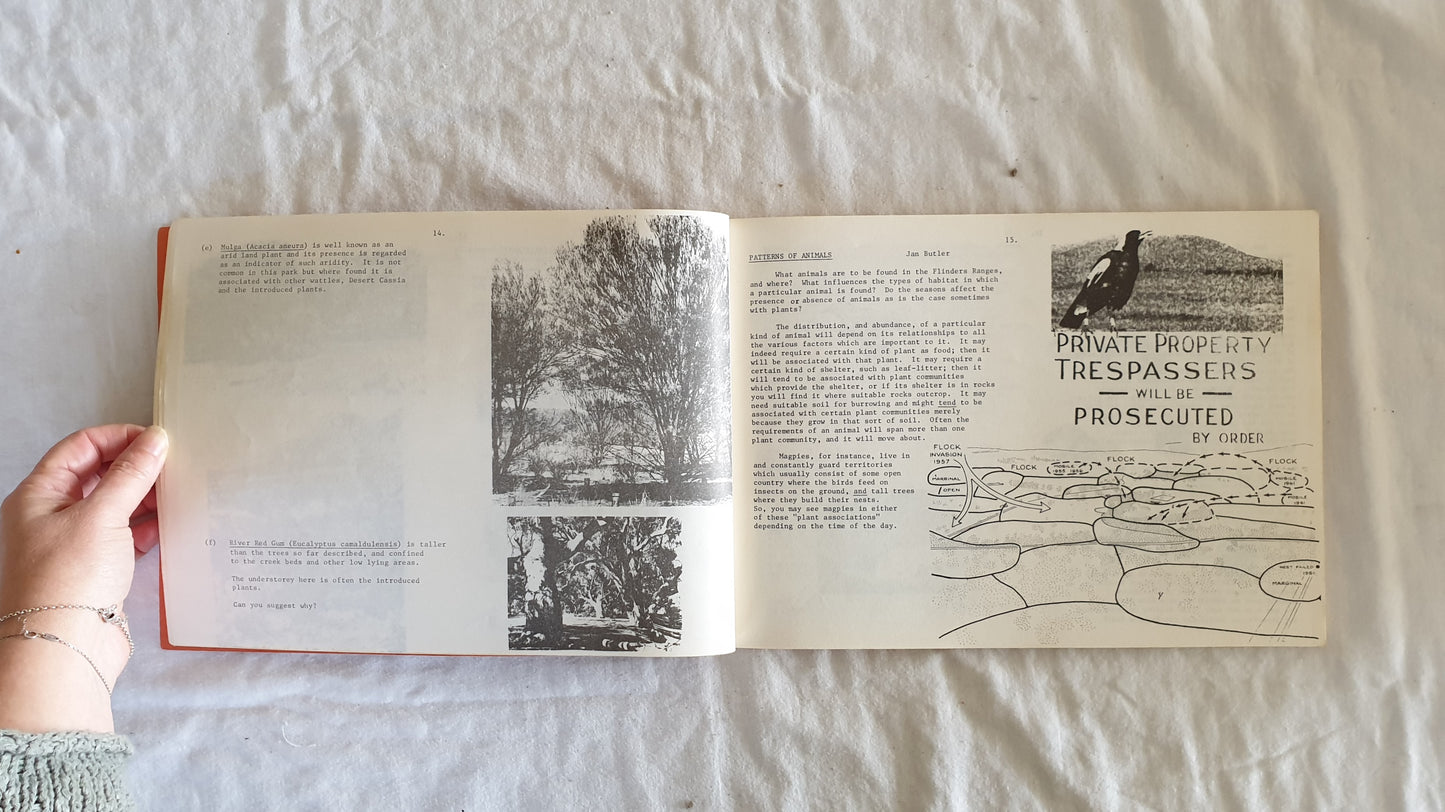 14.
(e) Mulga (Acacia aneura) is well known as an
arid land plant and its presence is regarded
as an indicator of such aridity. It is not
common in this park but where found it is
associated with other wattles, Desert Cassia
and the introduced plants.
(f) River Red Gum (Eucalyptus camaldulensis) is taller
than the trees so far described, and confined
to the creek beds and other low lying areas.
The understorey here is often the introduced
plants.
Can you suggest why?
15.
PATTERNS OF ANIMALS Jan Butler
What animals are to be found in the Flinders Ranges,
and where? What influences the types of habitat in which
a particular animal is found? Do the seasons affect the
presence or absence of animals as is the case sometimes
with plants?
The distribution, and abundance, of a particular
kind of animal will depend on its relationships to all
the various factors which are important to it. It may
indeed require a certain kind of plant as food; then it
will be associated with that plant. It may require a
certain kind of shelter, such as leaf-litter; then it
will tend to be associated with plant communities
which provide the shelter, or if its shelter is in rocks
you will find it where suitable rocks outcrop. It may
need suitable soil for burrowing and might tend to be
associated with certain plant communities merely
because they grow in that sort of soil. Often the
requirements of an animal will span more than one
plant community, and it will move about.
Magpies, for instance, live in
and constantly guard territories
which usually consist of some open
country where the birds feed on
insects on the ground, and tall trees
where they build their nests.
So, you may see magpies in either
of these "plant associations"
depending on the time of the day.
PRIVATE PROPERTY
TRESPASSERS
WILL BE
PROSECUTED
BY ORDER
FLOCK
INVASION
1957
MARGINAL
/OPEN
FLOCK
MOBILE
FLOCK
FLOCK
MOBILE
MOBILE
NEST FAILED
1961
MARGINAL